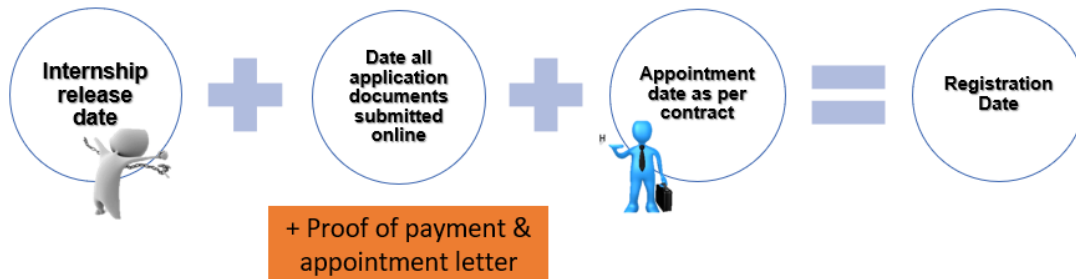 Internship
release
date
Date all
application
documents
submitted
online
Appointment
date as per
contract
Registration
Date
H
+ Proof of payment &
appointment letter